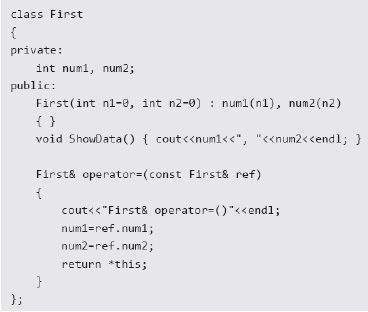 class First
{
private:
int num1, num2;
public:
First(int n1=0, int n2=0) : num1(n1), num2(n2)
{ }
void ShowData() { cout<<num1<<", "<<num2<<endl; }
First& operator=(const First& ref)
{
cout<<"First& operator=()"<<endl;
num1=ref.num1;
num2=ref.num2;
return *this;
}
};